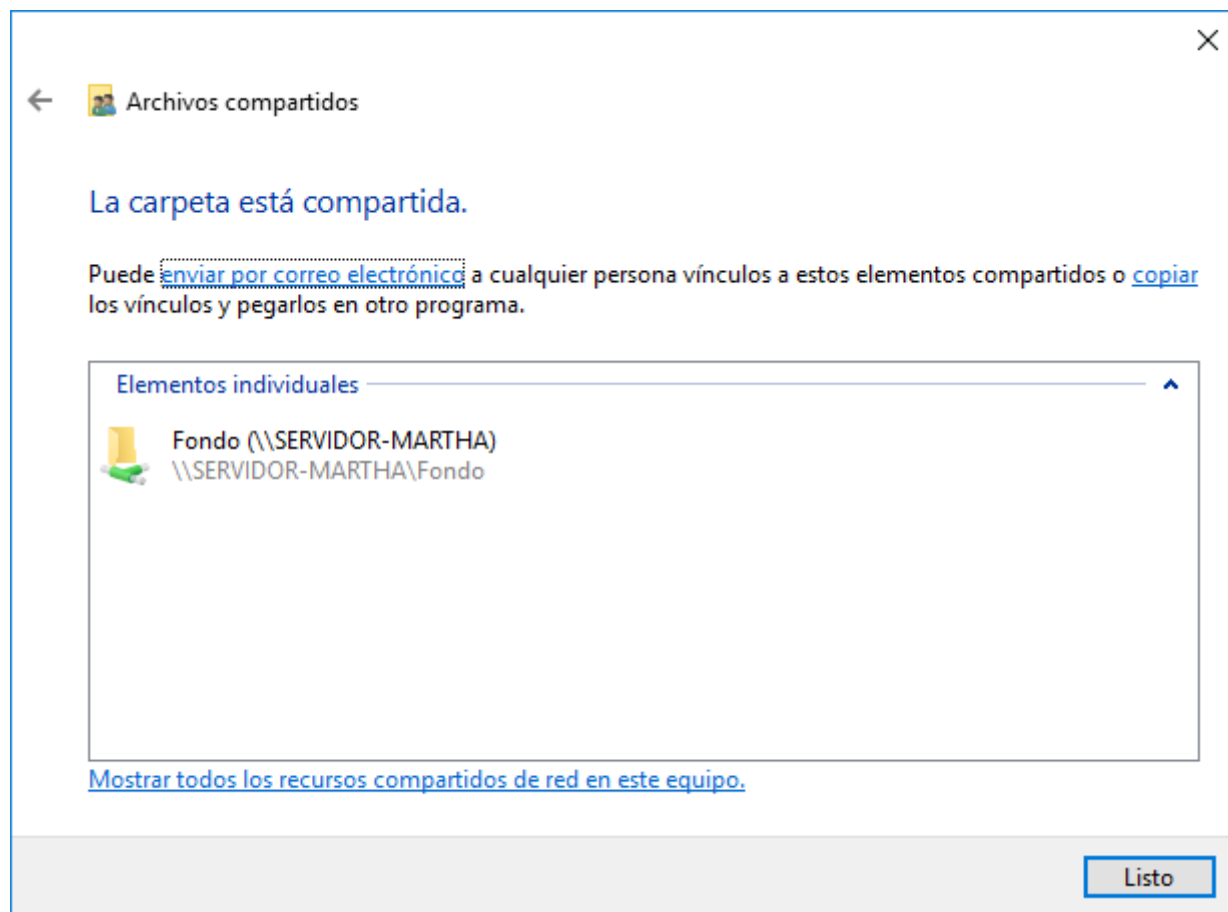 Archivos compartidos
La carpeta está compartida.
Puede enviar por correo electrónico a cualquier persona vínculos a estos elementos compartidos o copiar
los vínculos y pegarlos en otro programa.
Elementos individuales
Fondo (\\SERVIDOR-MARTHA)
\\SERVIDOR-MARTHA\Fondo
Mostrar todos los recursos compartidos de red en este equipo.
Listo